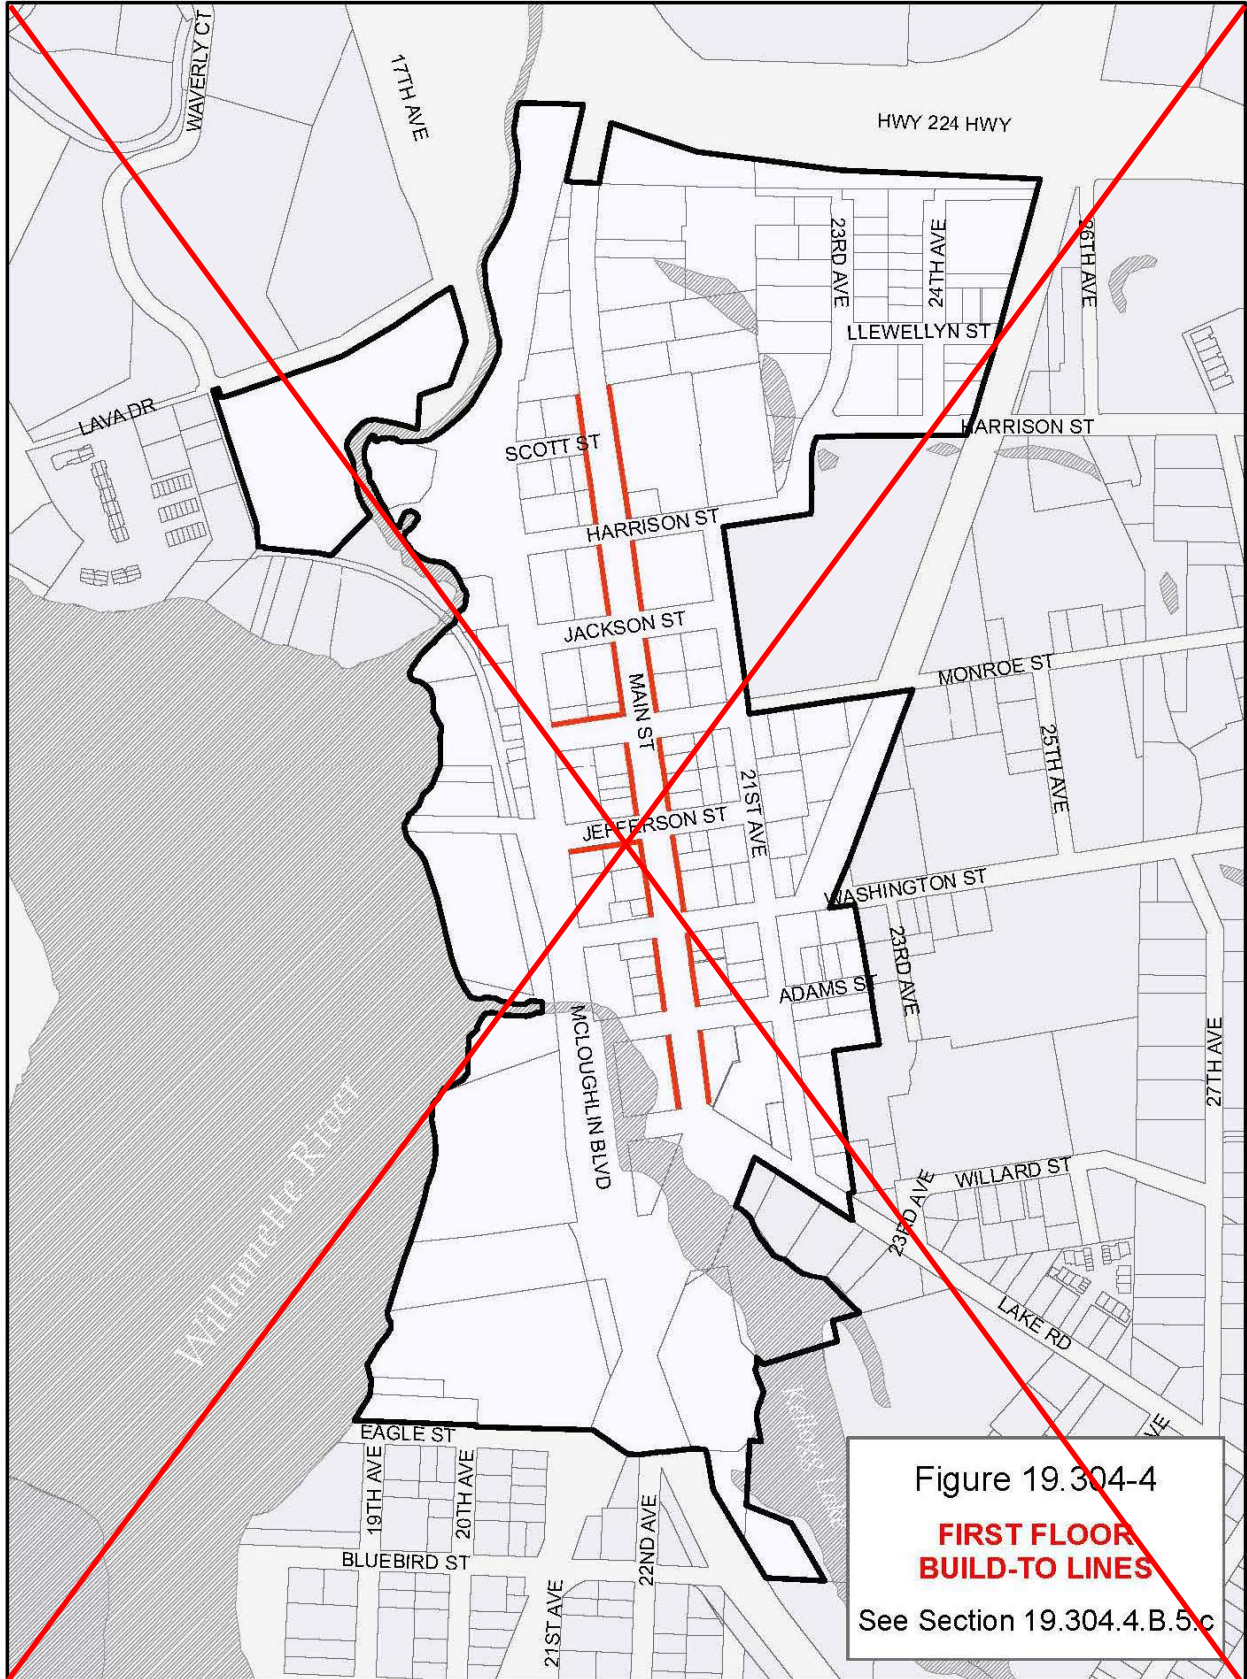 WAVERLY CT
17TH AVE
HWY 224 HWY
23RD AVE
24TH AVE
26TH AVE
LLEWELLYN ST
LAVA DR
HARRISON ST
SCOTT ST
HARRISON ST
JACKSON ST
MAIN ST
MONROE ST
25TH AVE
21ST AVE
JEFFERSON ST
WASHINGTON ST
23RD AVE
ADAMS ST
MCLOUGHLIN BLVD
27TH AVE
Willamette River
WILLARD ST
23RD AVE
LAKE RD
Kellogg Lake
EAGLE ST
19TH AVE
20TH AVE
22ND AVE
BLUEBIRD ST
21ST AVE
VE
Figure 19.304-4
FIRST FLOOR
BUILD-TO LINES
See Section 19.304.4.B.5.c